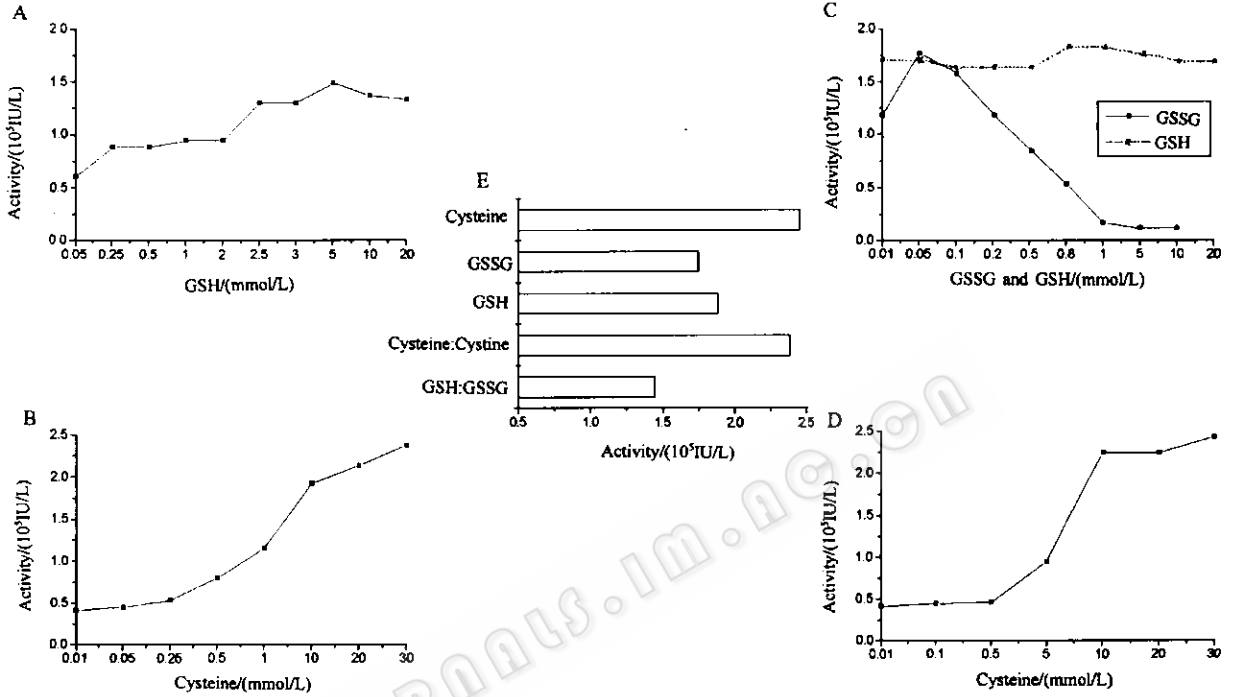 A
2.0
1.5
1.0
0.5
0.0
Activity/(10⁵IU/L)
0.05 0.25 0.5 1 2 2.5 3 5 10 20
GSH/(mmol/L)
C
2.0
1.5
1.0
0.5
0.0
Activity/(10⁵IU/L)
GSSG
GSH
0.01 0.05 0.1 0.2 0.5 0.8 1 5 10 20
GSSG and GSH/(mmol/L)
E
Cysteine
GSSG
GSH
Cysteine:Cystine
GSH:GSSG
0.5 1.0 1.5 2.0 2.5
Activity/(10⁵IU/L)
B
2.5
2.0
1.5
1.0
0.5
0.0
Activity/(10⁵IU/L)
0.01 0.05 0.25 0.5 1 10 20 30
Cysteine/(mmol/L)
D
2.5
2.0
1.5
1.0
0.5
0.0
Activity/(10⁵IU/L)
0.01 0.1 0.5 5 10 20 30
Cysteine/(mmol/L)
RNALS.IM.AC.CN